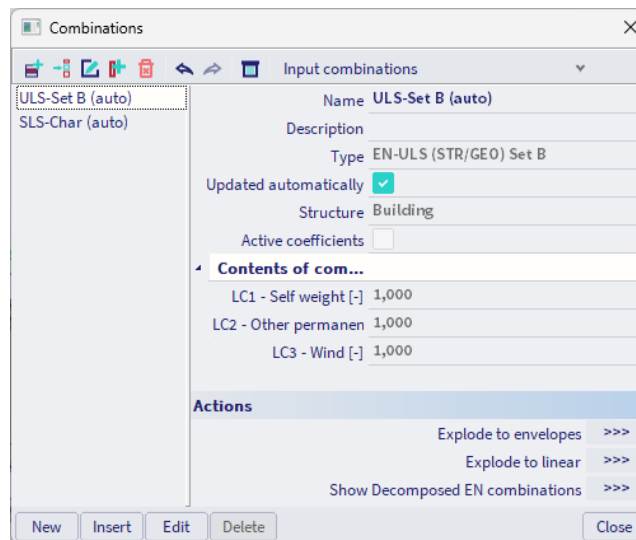 Combinations
Input combinations
ULS-Set B (auto)
SLS-Char (auto)
Name ULS-Set B (auto)
Description
Type EN-ULS (STR/GEO) Set B
Updated automatically
Structure Building
Active coefficients
Contents of com...
LC1 - Self weight [-] 1,000
LC2 - Other permanen 1,000
LC3 - Wind [-] 1,000
Actions
Explode to envelopes >>>
Explode to linear >>>
Show Decomposed EN combinations >>>
New Insert Edit Delete Close